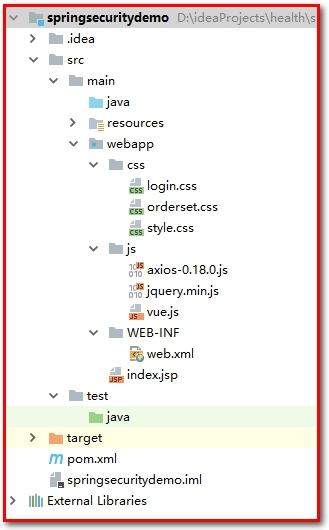 springsecuritydemo D:\ideaProjects\health\s
.idea
src
main
java
resources
webapp
css
login.css
orderset.css
style.css
js
axios-0.18.0.js
jquery.min.js
vue.js
WEB-INF
web.xml
index.jsp
test
java
target
pom.xml
springsecuritydemo.iml
External Libraries